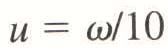 u = ω/10